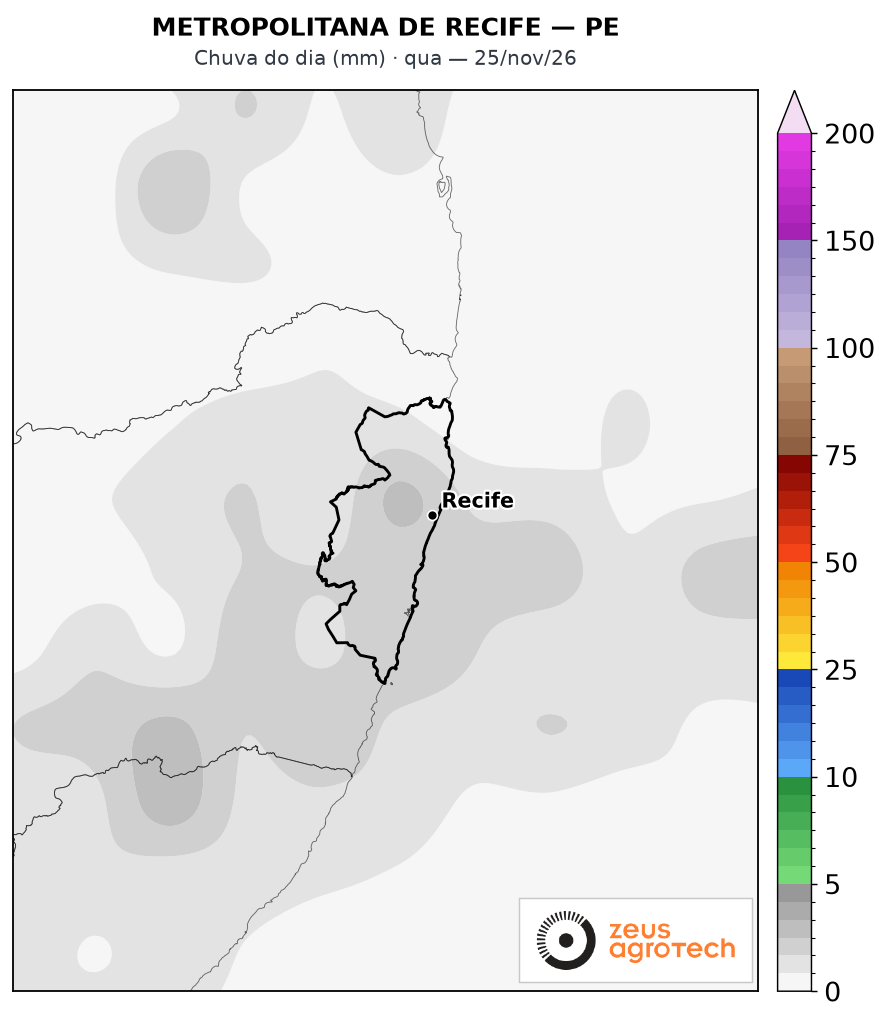 METROPOLITANA DE RECIFE — PE
Chuva do dia (mm) · qua — 25/nov/26
200
150
100
75
50
25
10
5
0
Recife
zeus
agrotech